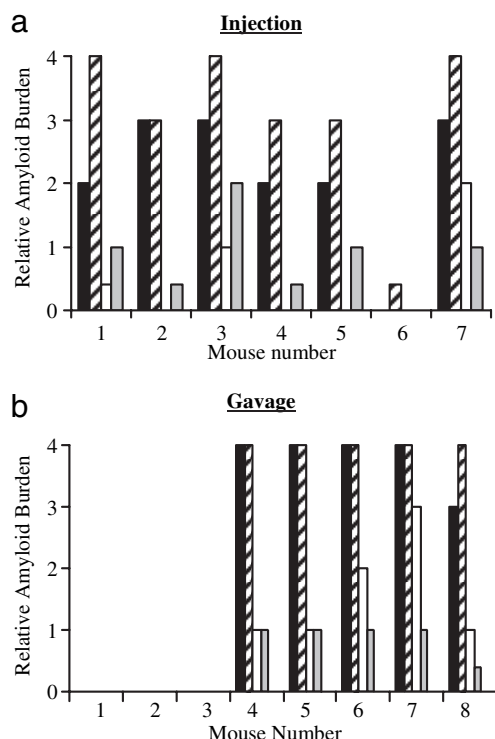 a
Injection
Relative Amyloid Burden
4
3
2
1
0
1 2 3 4 5 6 7
Mouse number
b
Gavage
Relative Amyloid Burden
4
3
2
1
0
1 2 3 4 5 6 7 8
Mouse Number